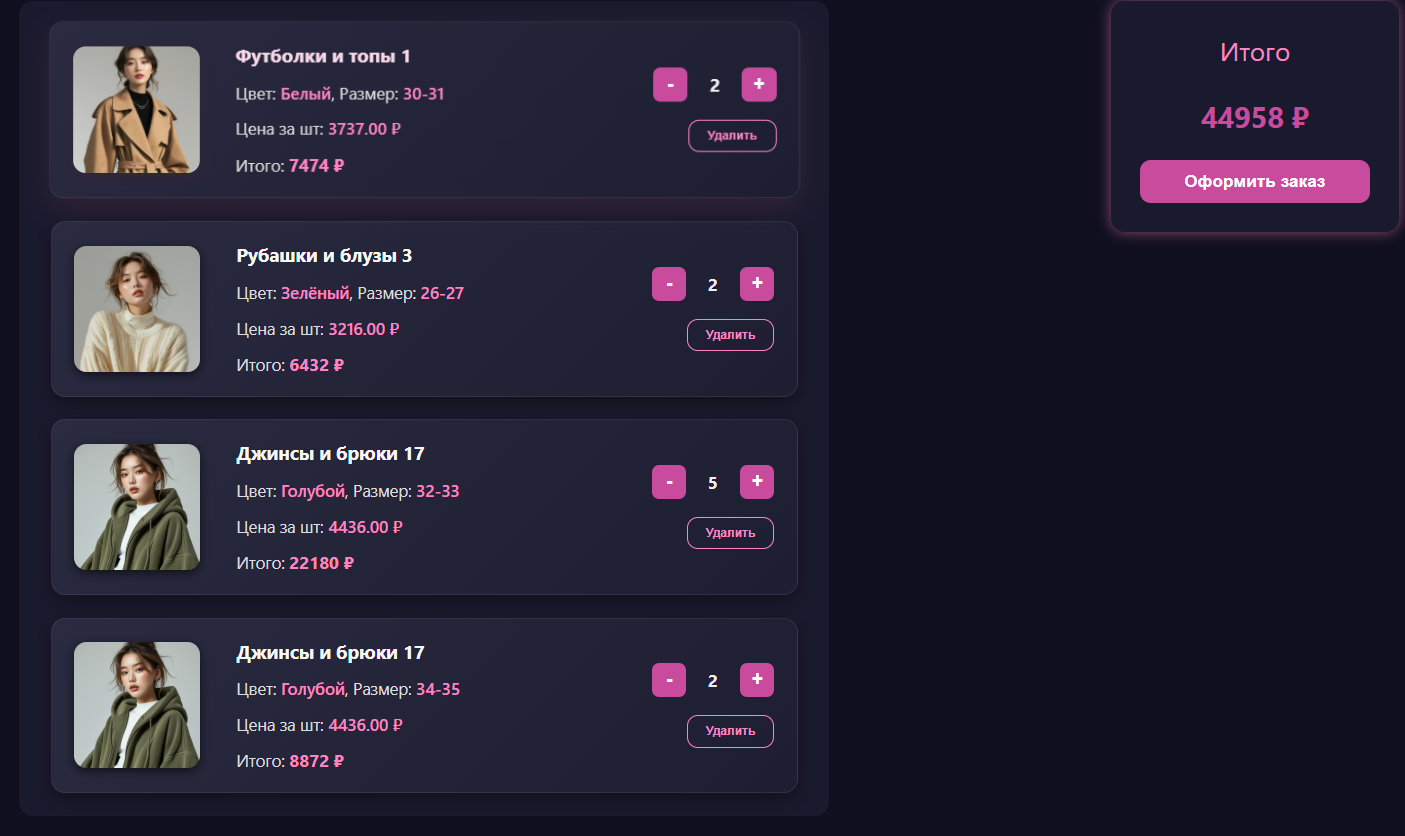 Футболки и топы 1
Цвет: Белый, Размер: 30-31
Цена за шт: 3737.00 ₽
Итого: 7474 ₽
- 2 +
Удалить
Рубашки и блузы 3
Цвет: Зелёный, Размер: 26-27
Цена за шт: 3216.00 ₽
Итого: 6432 ₽
- 2 +
Удалить
Джинсы и брюки 17
Цвет: Голубой, Размер: 32-33
Цена за шт: 4436.00 ₽
Итого: 22180 ₽
- 5 +
Удалить
Джинсы и брюки 17
Цвет: Голубой, Размер: 34-35
Цена за шт: 4436.00 ₽
Итого: 8872 ₽
- 2 +
Удалить
Итого
44958 ₽
Оформить заказ